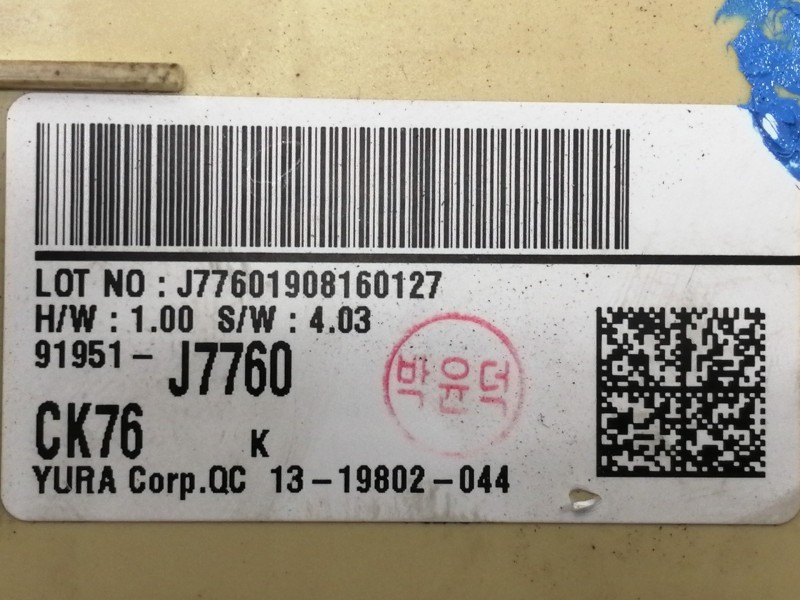 LOT NO : J77601908160127
H/W : 1.00 S/W : 4.03
91951 - J7760
박윤덕
CK76 K
YURA Corp.QC 13-19802-044